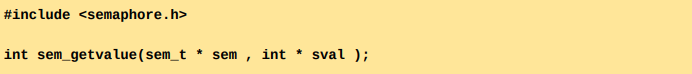 #include <semaphore.h>
int sem_getvalue(sem_t * sem , int * sval );